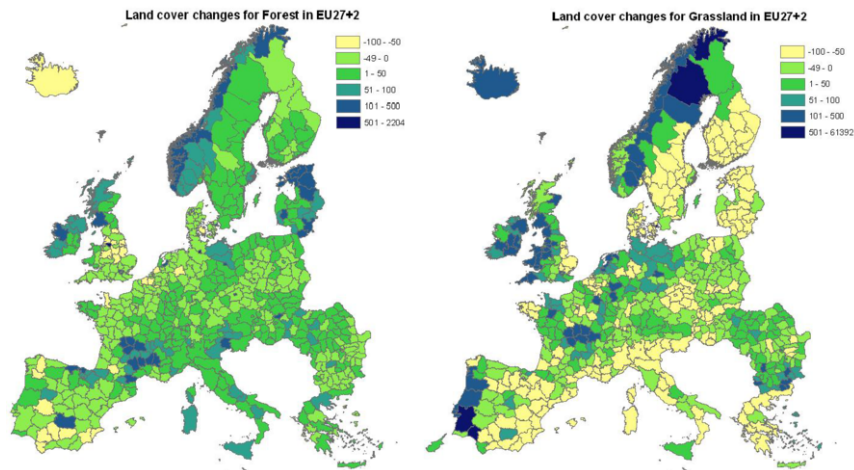 Land cover changes for Forest in EU27+2
-100 - -50
-49 - 0
1 - 50
51 - 100
101 - 500
501 - 2204
Land cover changes for Grassland in EU27+2
-100 - -50
-49 - 0
1 - 50
51 - 100
101 - 500
501 - 61392